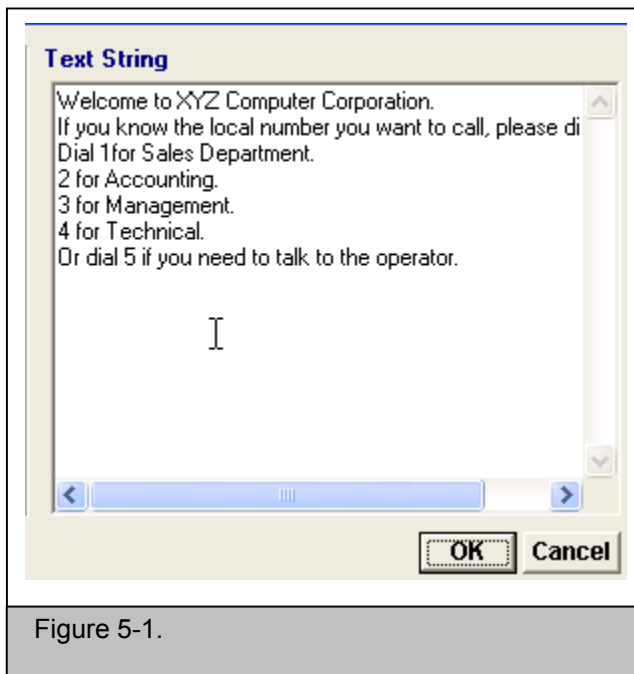 Text String
Welcome to XYZ Computer Corporation.
If you know the local number you want to call, please di
Dial 1for Sales Department.
2 for Accounting.
3 for Management.
4 for Technical.
Or dial 5 if you need to talk to the operator.
OK Cancel
Figure 5-1.